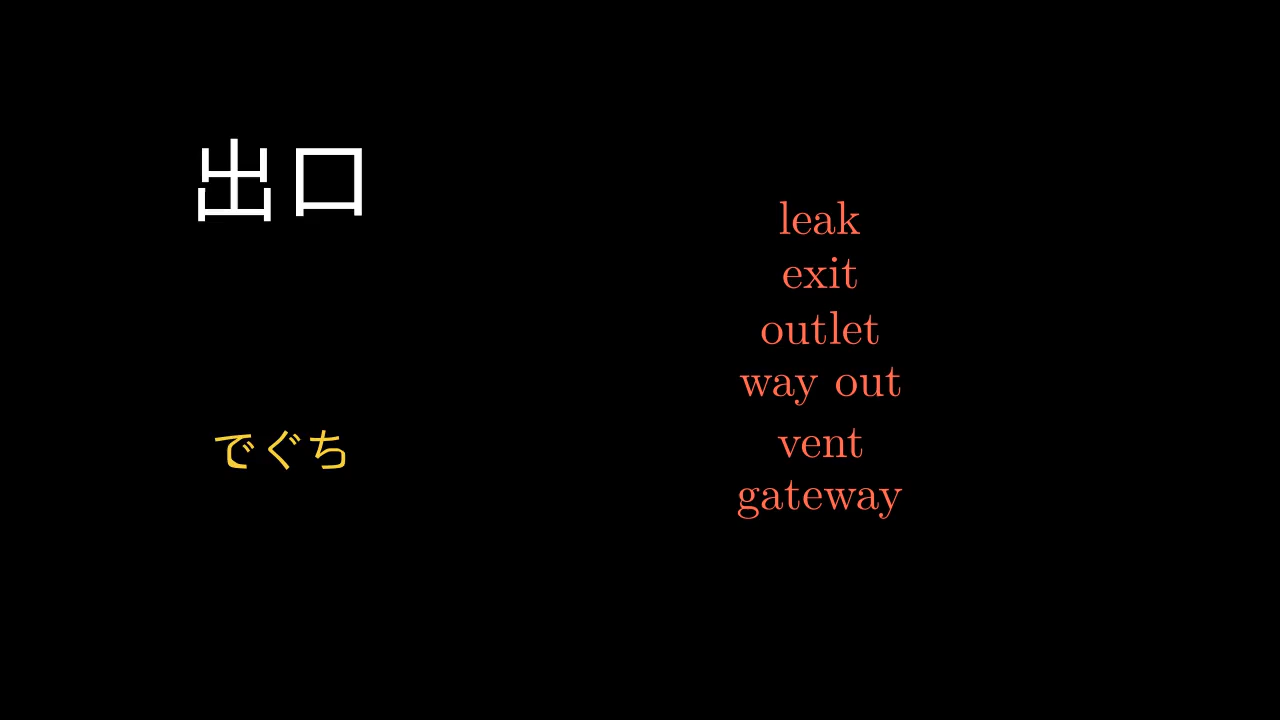 出口
でぐち
leak
exit
outlet
way out
vent
gateway